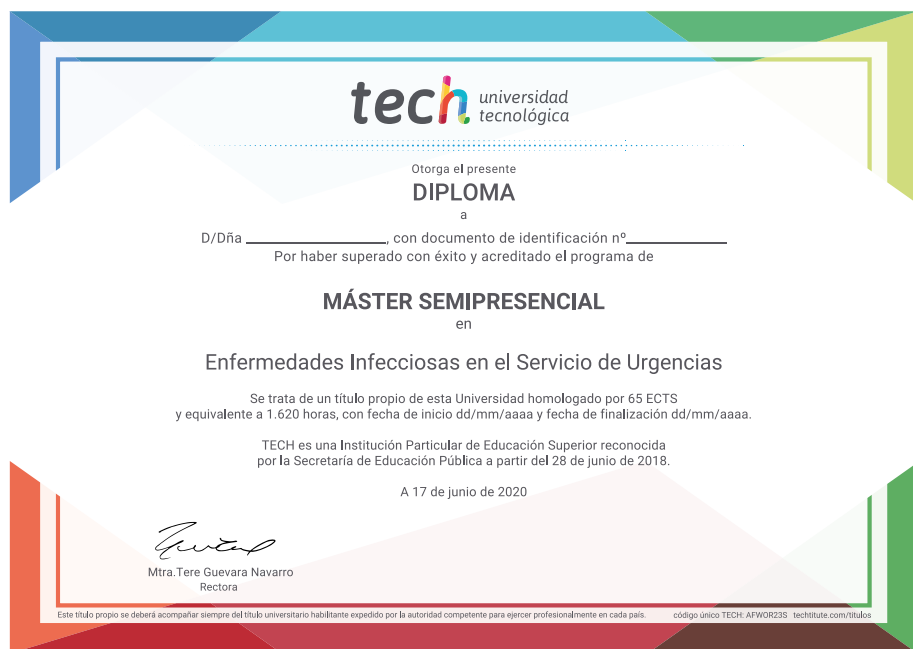 tech universidad
tecnológica
Otorga el presente
DIPLOMA
a
D/Dña ______________, con documento de identificación nº__________
Por haber superado con éxito y acreditado el programa de
MÁSTER SEMIPRESENCIAL
en
Enfermedades Infecciosas en el Servicio de Urgencias
Se trata de un título propio de esta Universidad homologado por 65 ECTS
y equivalente a 1.620 horas, con fecha de inicio dd/mm/aaaa y fecha de finalización dd/mm/aaaa.
TECH es una Institución Particular de Educación Superior reconocida
por la Secretaría de Educación Pública a partir del 28 de junio de 2018.
A 17 de junio de 2020
Mtra.Tere Guevara Navarro
Rectora
Este título propio se deberá acompañar siempre del título universitario habilitante expedido por la autoridad competente para ejercer profesionalmente en cada país. código único TECH: AFWOR23S techtitute.com/titulos